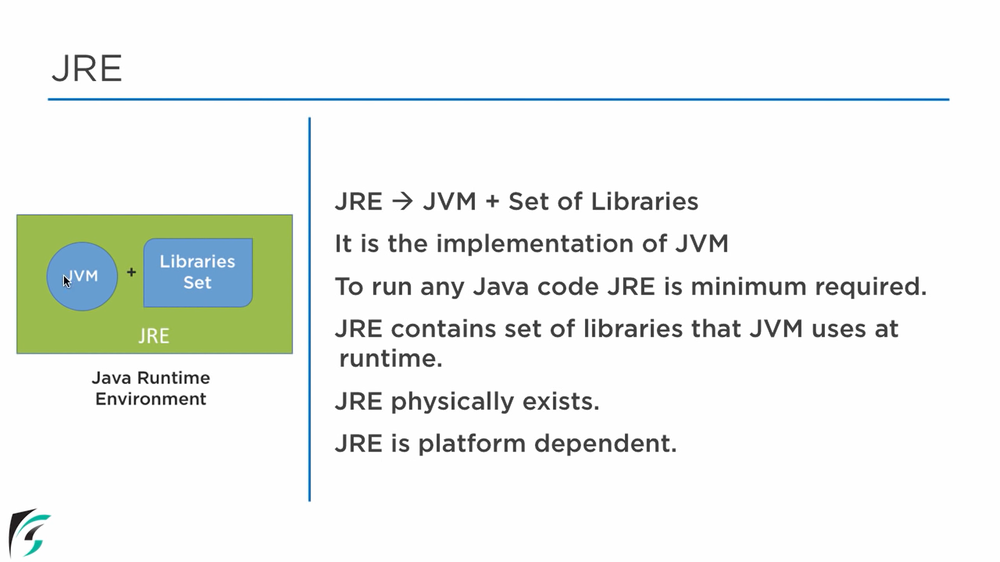 JRE
JVM
+
Libraries
Set
JRE
Java Runtime
Environment
JRE → JVM + Set of Libraries
It is the implementation of JVM
To run any Java code JRE is minimum required.
JRE contains set of libraries that JVM uses at
runtime.
JRE physically exists.
JRE is platform dependent.